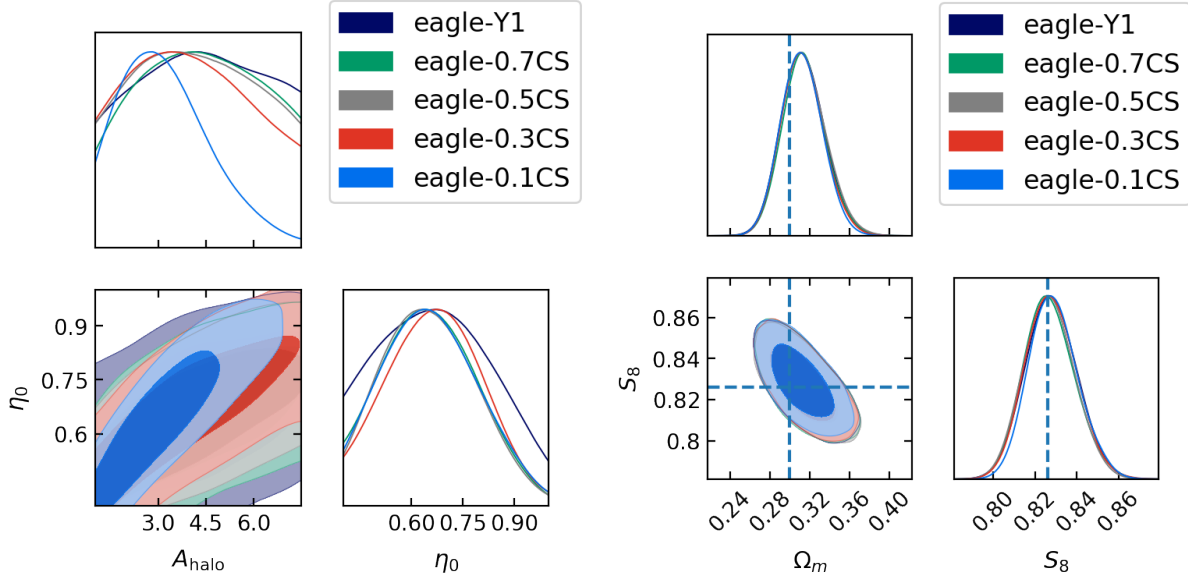 eagle-Y1
eagle-0.7CS
eagle-0.5CS
eagle-0.3CS
eagle-0.1CS
eagle-Y1
eagle-0.7CS
eagle-0.5CS
eagle-0.3CS
eagle-0.1CS
0.9
0.75
0.6
η₀
3.0 4.5 6.0
A_halo
0.60 0.75 0.90
η₀
0.86
0.84
0.82
0.8
S₈
0.24 0.28 0.32 0.36 0.40
Ωₘ
0.80 0.82 0.84 0.86
S₈